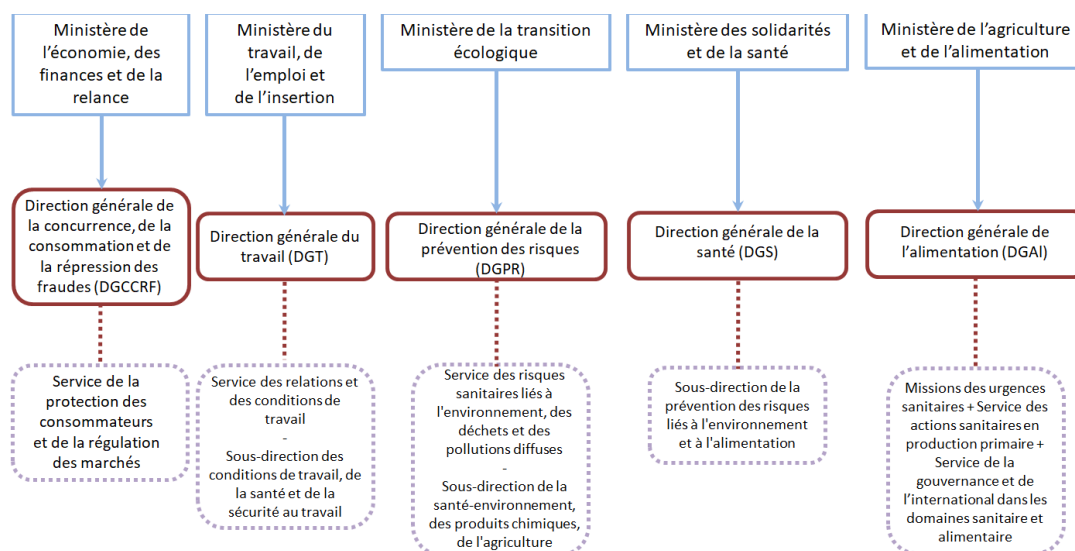 Ministère de
l'économie, des
finances et de la
relance
Ministère du
travail, de
l'emploi et
de l'insertion
Ministère de la transition
écologique
Ministère des solidarités
et de la santé
Ministère de l'agriculture
et de l'alimentation
Direction générale de
la concurrence, de la
consommation et de
la répression des
fraudes (DGCCRF)
Direction générale du
travail (DGT)
Direction générale de la
prévention des risques
(DGPR)
Direction générale de la
santé (DGS)
Direction générale de
l'alimentation (DGAl)
Service de la
protection des
consommateurs
et de la régulation
des marchés
Service des relations et
des conditions de
travail
-
Sous-direction des
conditions de travail, de
la santé et de la
sécurité au travail
Service des risques
sanitaires liés à
l'environnement, des
déchets et des
pollutions diffuses
-
Sous-direction de la
santé-environnement,
des produits chimiques,
de l'agriculture
Sous-direction de la
prévention des risques
liés à l'environnement
et à l'alimentation
Missions des urgences
sanitaires + Service des
actions sanitaires en
production primaire +
Service de la
gouvernance et de
l'international dans les
domaines sanitaire et
alimentaire